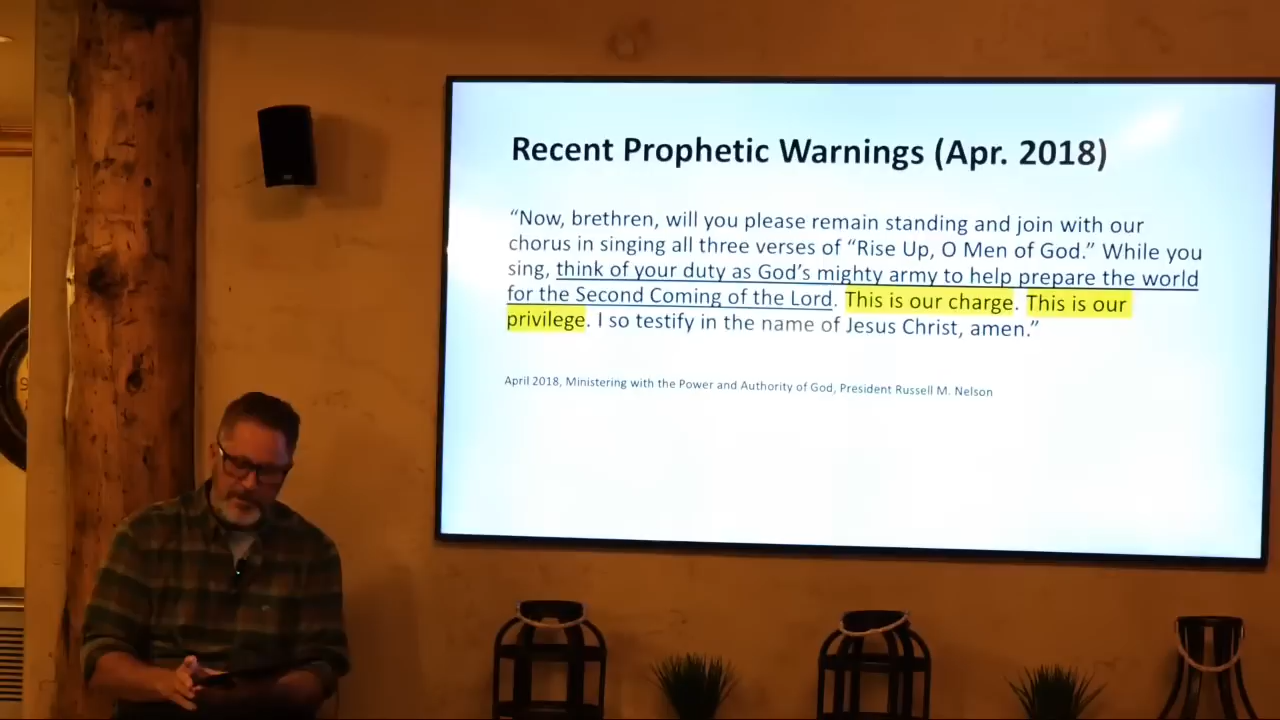 Recent Prophetic Warnings (Apr. 2018)
“Now, brethren, will you please remain standing and join with our
chorus in singing all three verses of “Rise Up, O Men of God.” While you
sing, think of your duty as God’s mighty army to help prepare the world
for the Second Coming of the Lord. This is our charge. This is our
privilege. I so testify in the name of Jesus Christ, amen.”
April 2018, Ministering with the Power and Authority of God, President Russell M. Nelson